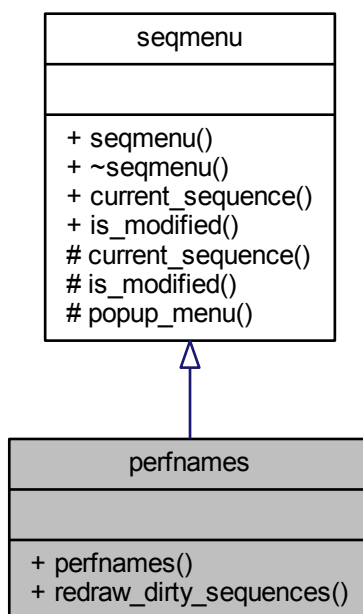 seqmenu
+ seqmenu()
+ ~seqmenu()
+ current_sequence()
+ is_modified()
# current_sequence()
# is_modified()
# popup_menu()
perfnames
+ perfnames()
+ redraw_dirty_sequences()